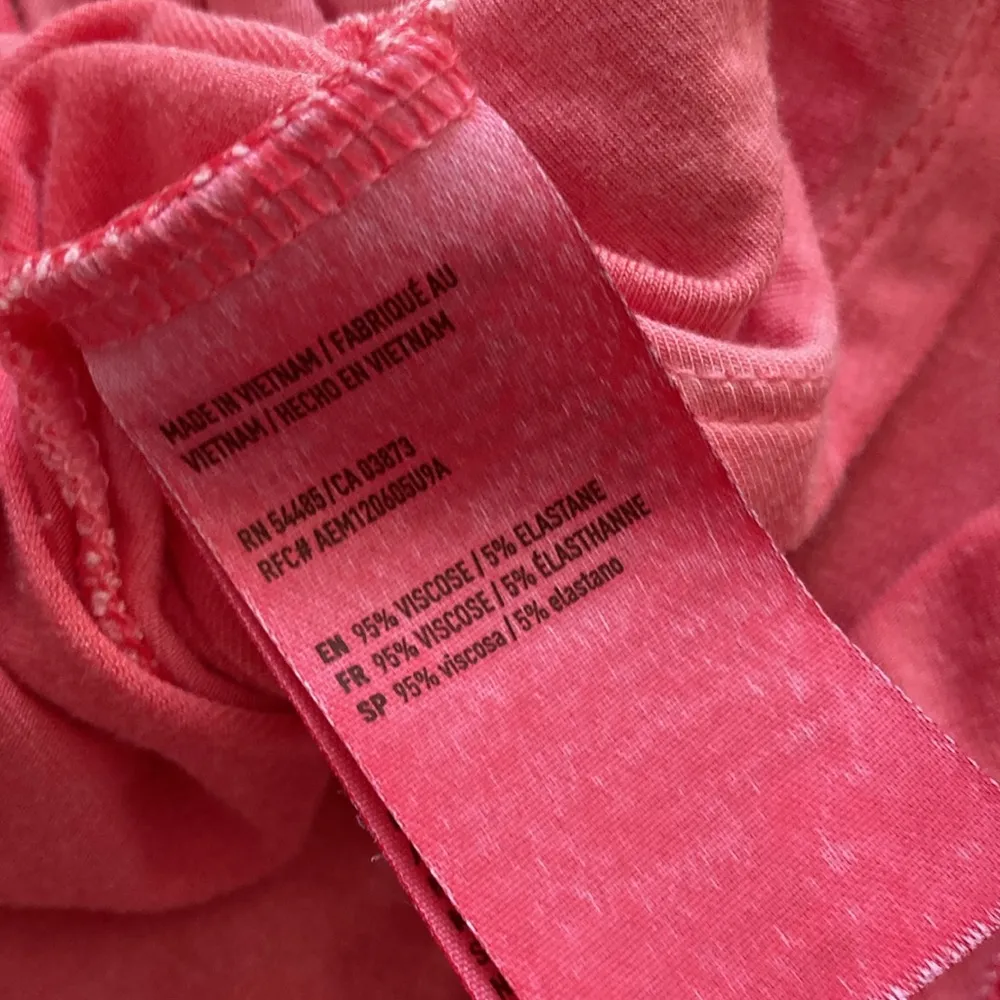 MADE IN VIETNAM / FABRIQUÉ AU
VIETNAM / HECHO EN VIETNAM
RN 54485 / CA 03873
RFC# AEM120605U9A
EN 95% VISCOSE / 5% ELASTANE
FR 95% VISCOSE / 5% ÉLASTHANNE
SP 95% viscosa / 5% elastano